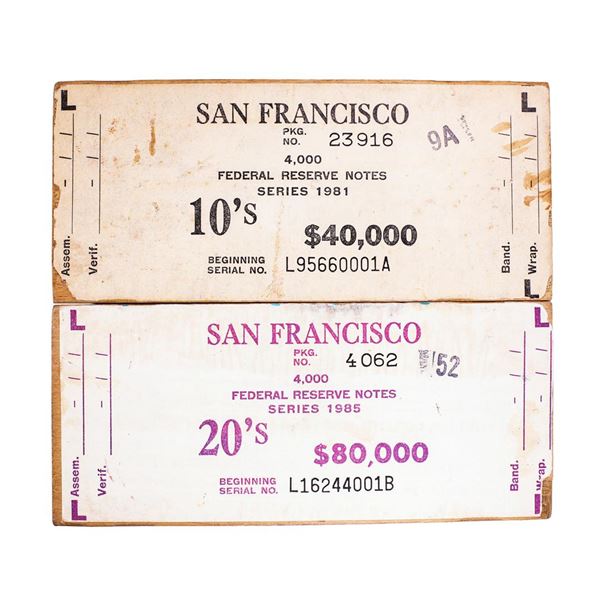 L
SAN FRANCISCO
PKG.
NO. 23916
9A
4,000
FEDERAL RESERVE NOTES
SERIES 1981
10's
$40,000
BEGINNING
SERIAL NO. L95660001A
Assem.
Verif.
Band.
Wrap.
L
L
L
SAN FRANCISCO
PKG.
NO. 4062
52
4,000
FEDERAL RESERVE NOTES
SERIES 1985
20's
$80,000
BEGINNING
SERIAL NO. L16244001B
Assem.
Verif.
Band.
Wrap.
L
L
L